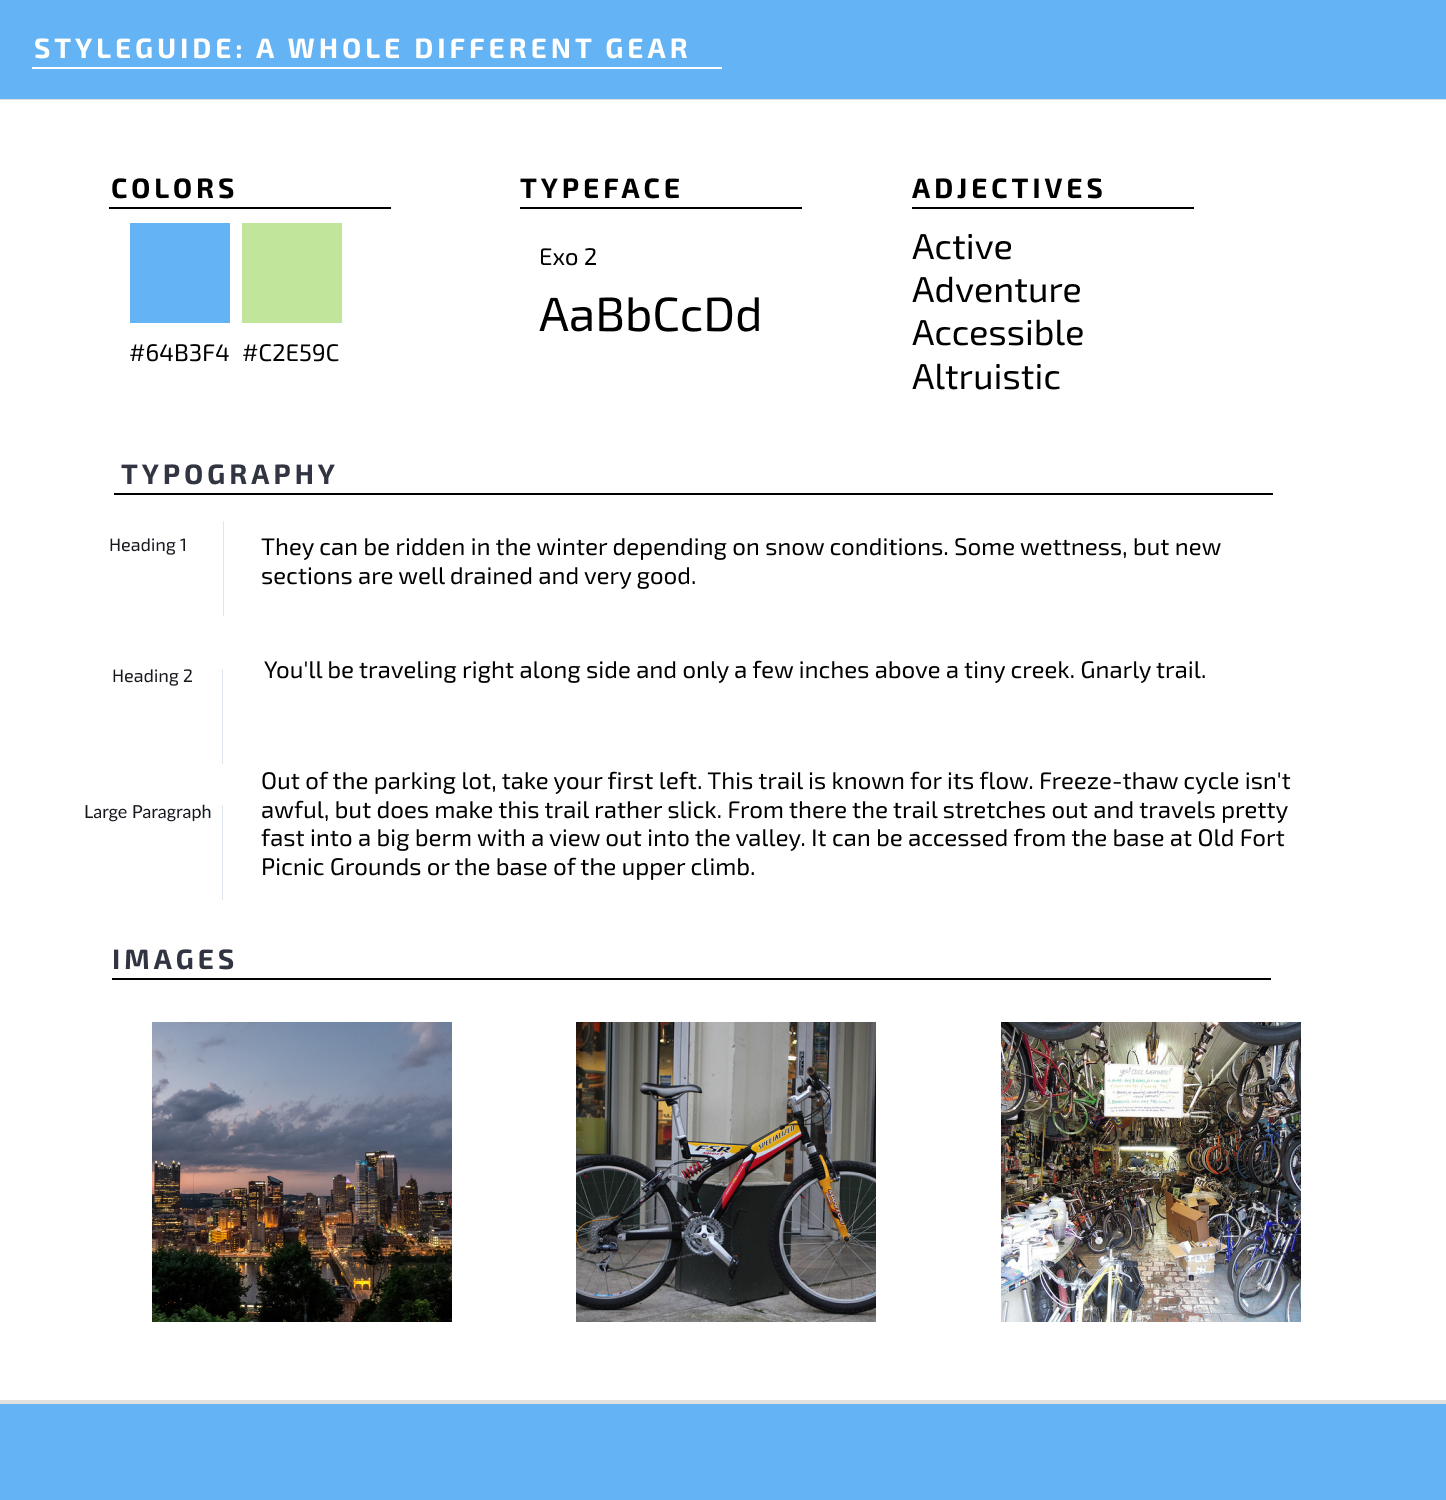 STYLEGUIDE: A WHOLE DIFFERENT GEAR
COLORS
#64B3F4 #C2E59C
TYPEFACE
Exo 2
AaBbCcDd
ADJECTIVES
Active
Adventure
Accessible
Altruistic
TYPOGRAPHY
Heading 1
They can be ridden in the winter depending on snow conditions. Some wettness, but new
sections are well drained and very good.
Heading 2
You'll be traveling right along side and only a few inches above a tiny creek. Gnarly trail.
Large Paragraph
Out of the parking lot, take your first left. This trail is known for its flow. Freeze-thaw cycle isn't
awful, but does make this trail rather slick. From there the trail stretches out and travels pretty
fast into a big berm with a view out into the valley. It can be accessed from the base at Old Fort
Picnic Grounds or the base of the upper climb.
IMAGES
FSR
SPECIALIZED